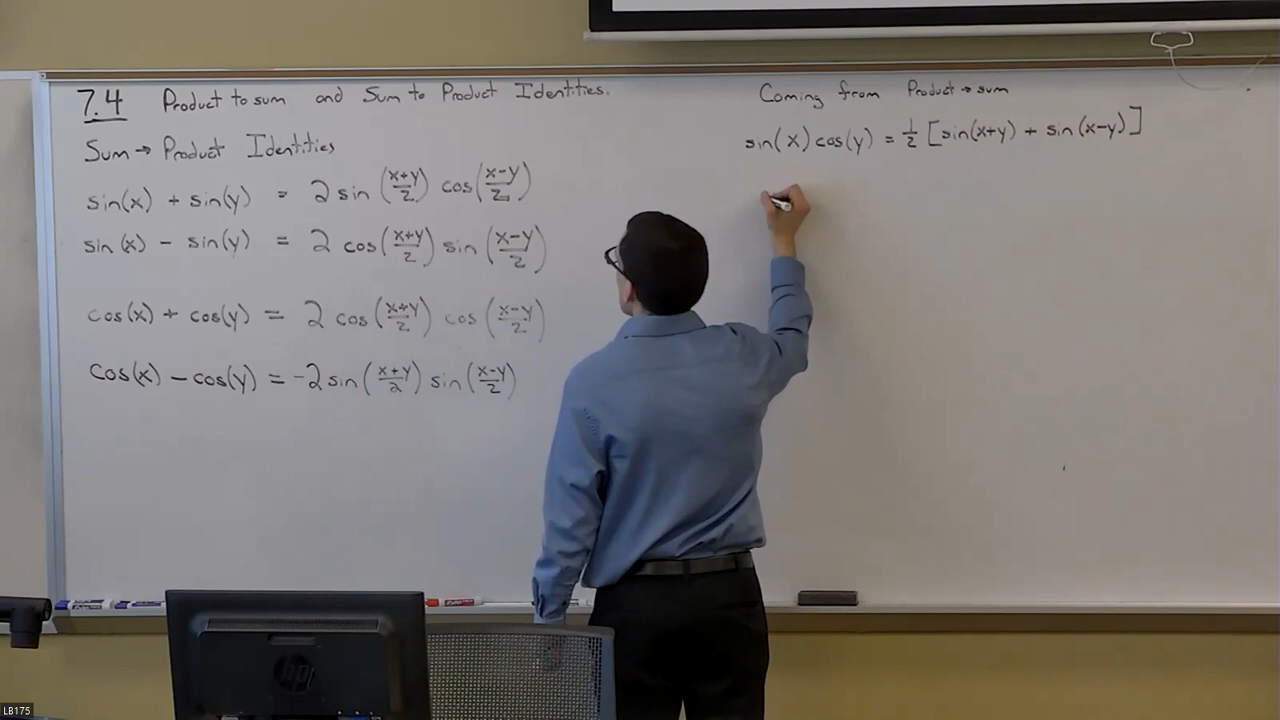 7.4 Product to sum and Sum to Product Identities.
Sum → Product Identities
sin(x) + sin(y) = 2 sin ((x+y)/2) cos((x-y)/2)
sin(x) - sin(y) = 2 cos((x+y)/2) sin ((x-y)/2)
cos(x) + cos(y) = 2 cos((x+y)/2) cos ((x-y)/2)
cos(x) - cos(y) = -2 sin((x+y)/2) sin((x-y)/2)
Coming from Product → sum
sin(x) cos(y) = 1/2 [sin(x+y) + sin(x-y)]
hp
LB175